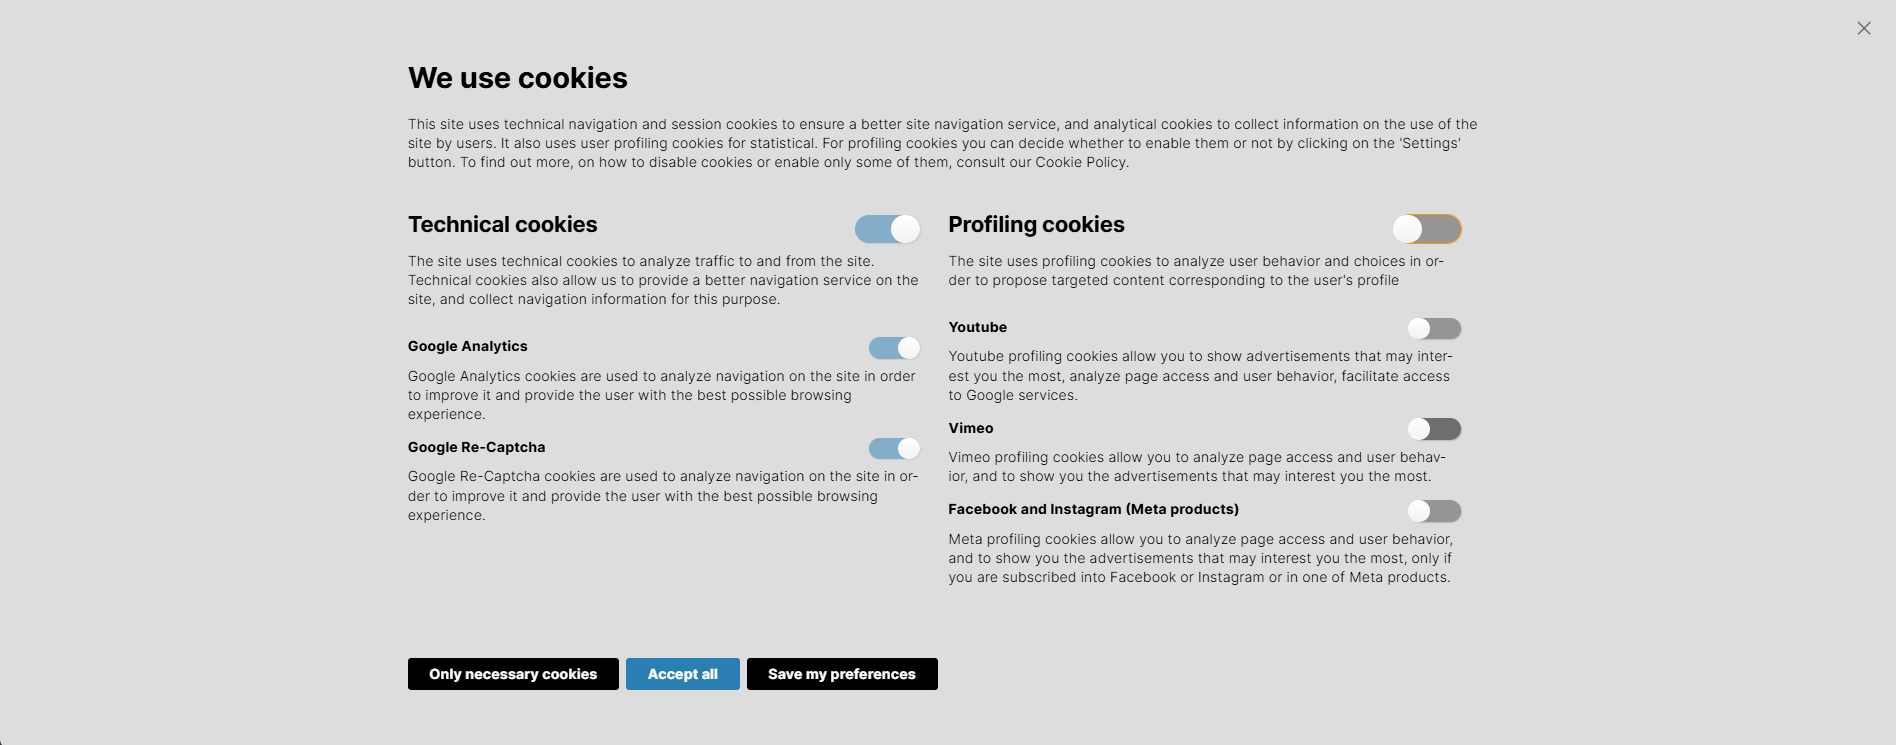 We use cookies
This site uses technical navigation and session cookies to ensure a better site navigation service, and analytical cookies to collect information on the use of the
site by users. It also uses user profiling cookies for statistical. For profiling cookies you can decide whether to enable them or not by clicking on the 'Settings'
button. To find out more, on how to disable cookies or enable only some of them, consult our Cookie Policy.
Technical cookies
The site uses technical cookies to analyze traffic to and from the site.
Technical cookies also allow us to provide a better navigation service on the
site, and collect navigation information for this purpose.
Google Analytics
Google Analytics cookies are used to analyze navigation on the site in order
to improve it and provide the user with the best possible browsing
experience.
Google Re-Captcha
Google Re-Captcha cookies are used to analyze navigation on the site in or-
der to improve it and provide the user with the best possible browsing
experience.
Profiling cookies
The site uses profiling cookies to analyze user behavior and choices in or-
der to propose targeted content corresponding to the user's profile
Youtube
Youtube profiling cookies allow you to show advertisements that may inter-
est you the most, analyze page access and user behavior, facilitate access
to Google services.
Vimeo
Vimeo profiling cookies allow you to analyze page access and user behav-
ior, and to show you the advertisements that may interest you the most.
Facebook and Instagram (Meta products)
Meta profiling cookies allow you to analyze page access and user behavior,
and to show you the advertisements that may interest you the most, only if
you are subscribed into Facebook or Instagram or in one of Meta products.
Only necessary cookies
Accept all
Save my preferences